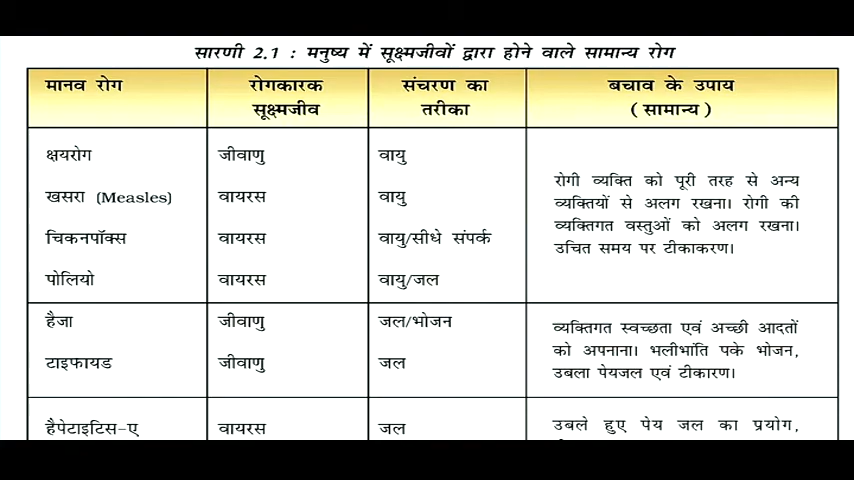 सारणी 2.1 : मनुष्य में सूक्ष्मजीवों द्वारा होने वाले सामान्य रोग
मानव रोग रोगकारक सूक्ष्मजीव संचरण का तरीका बचाव के उपाय (सामान्य)
क्षयरोग जीवाणु वायु
खसरा (Measles) वायरस वायु
चिकनपॉक्स वायरस वायु/सीधे संपर्क
पोलियो वायरस वायु/जल
रोगी व्यक्ति को पूरी तरह से अन्य
व्यक्तियों से अलग रखना। रोगी की
व्यक्तिगत वस्तुओं को अलग रखना।
उचित समय पर टीकाकरण।
हैजा जीवाणु जल/भोजन
टाइफायड जीवाणु जल
व्यक्तिगत स्वच्छता एवं अच्छी आदतों
को अपनाना। भलीभांति पके भोजन,
उबला पेयजल एवं टीकारण।
हैपेटाइटिस-ए वायरस जल
उबले हुए पेय जल का प्रयोग,